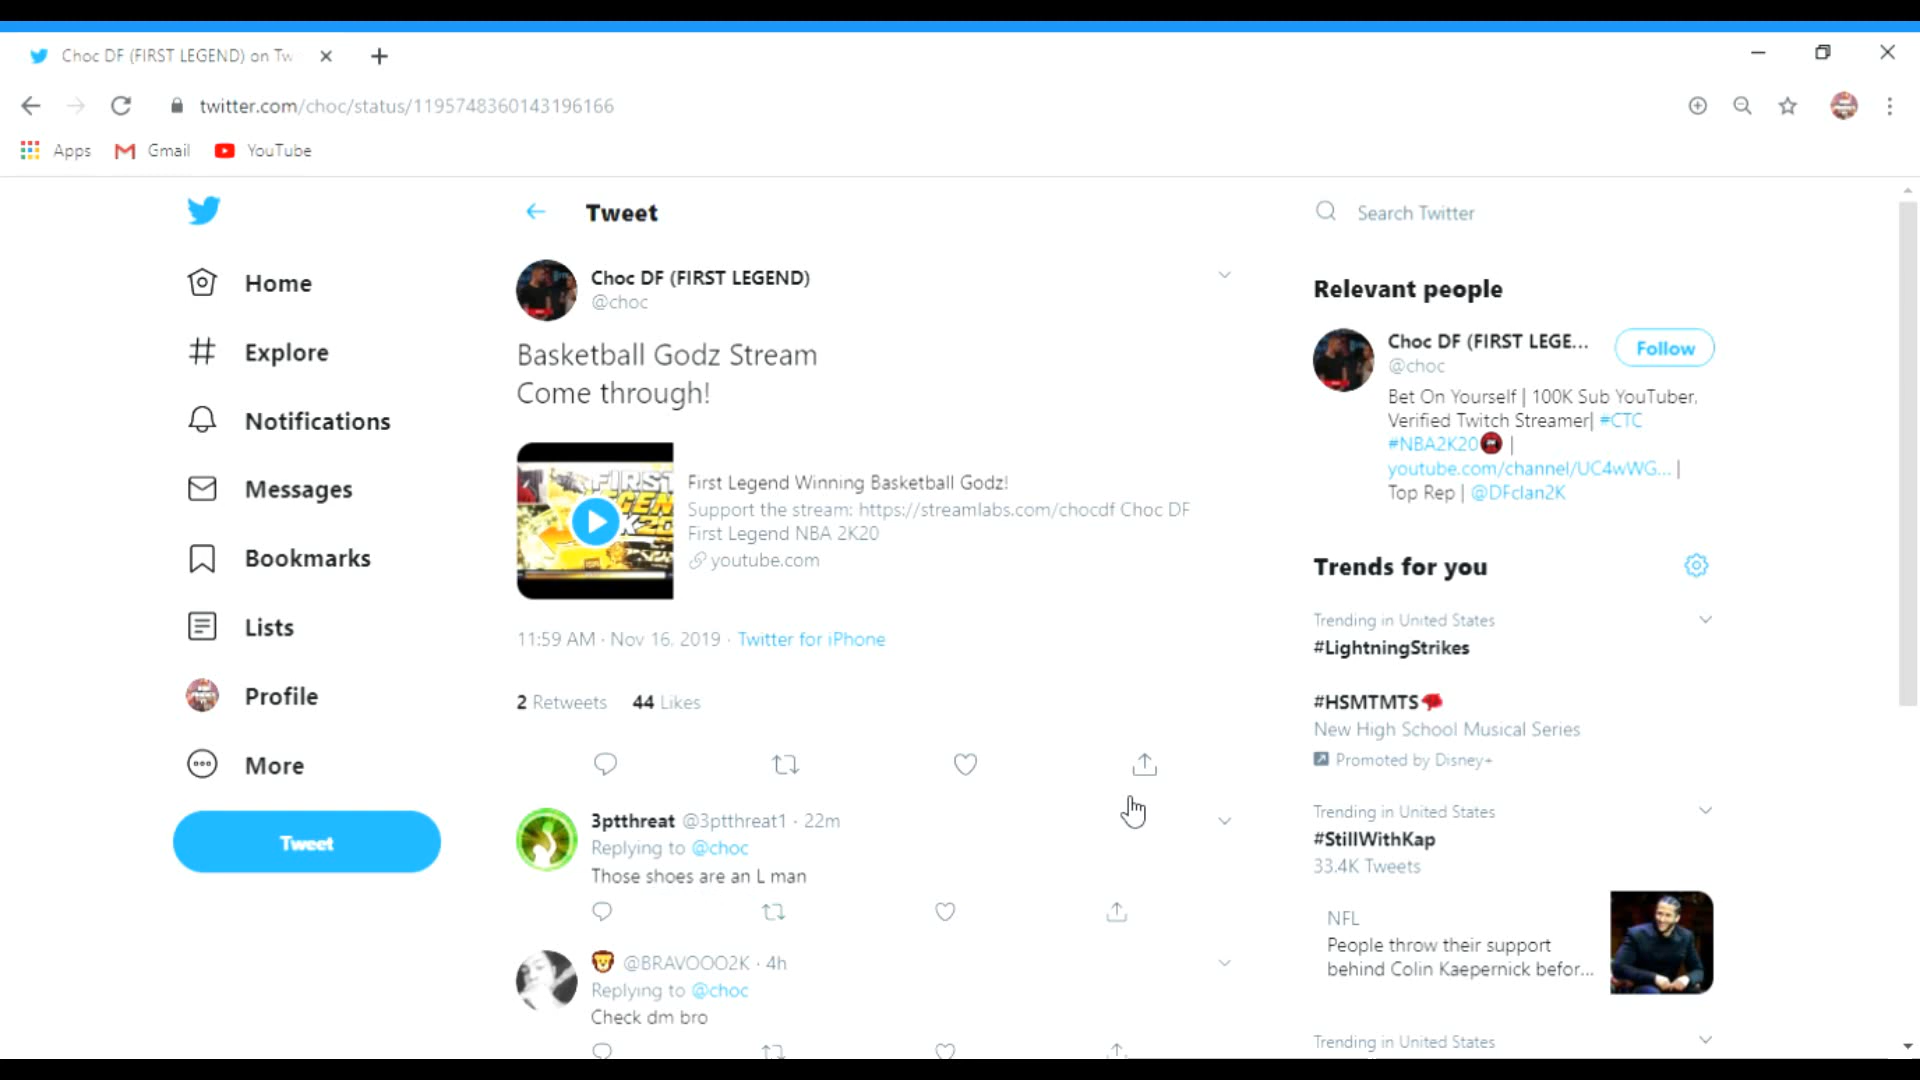 Choc DF (FIRST LEGEND) on Tw
twitter.com/choc/status/1195748360143196166
Apps Gmail YouTube
Home
Explore
Notifications
Messages
Bookmarks
Lists
Profile
More
Tweet
Tweet
Choc DF (FIRST LEGEND)
@choc
Basketball Godz Stream
Come through!
FIRST
First Legend Winning Basketball Godz!
Support the stream: https://streamlabs.com/chocdf Choc DF
First Legend NBA 2K20
youtube.com
11:59 AM · Nov 16, 2019 · Twitter for iPhone
2 Retweets 44 Likes
3ptthreat @3ptthreat1 · 22m
Replying to @choc
Those shoes are an L man
🦁 @BRAVOOO2K · 4h
Replying to @choc
Check dm bro
Search Twitter
Relevant people
Choc DF (FIRST LEGE...
@choc
Follow
Bet On Yourself | 100K Sub YouTuber,
Verified Twitch Streamer| #CTC
#NBA2K20 |
youtube.com/channel/UC4wWG... |
Top Rep | @DFclan2K
Trends for you
Trending in United States
#LightningStrikes
#HSMTMTS
New High School Musical Series
Promoted by Disney+
Trending in United States
#StillWithKap
33.4K Tweets
NFL
People throw their support
behind Colin Kaepernick befor...
Trending in United States